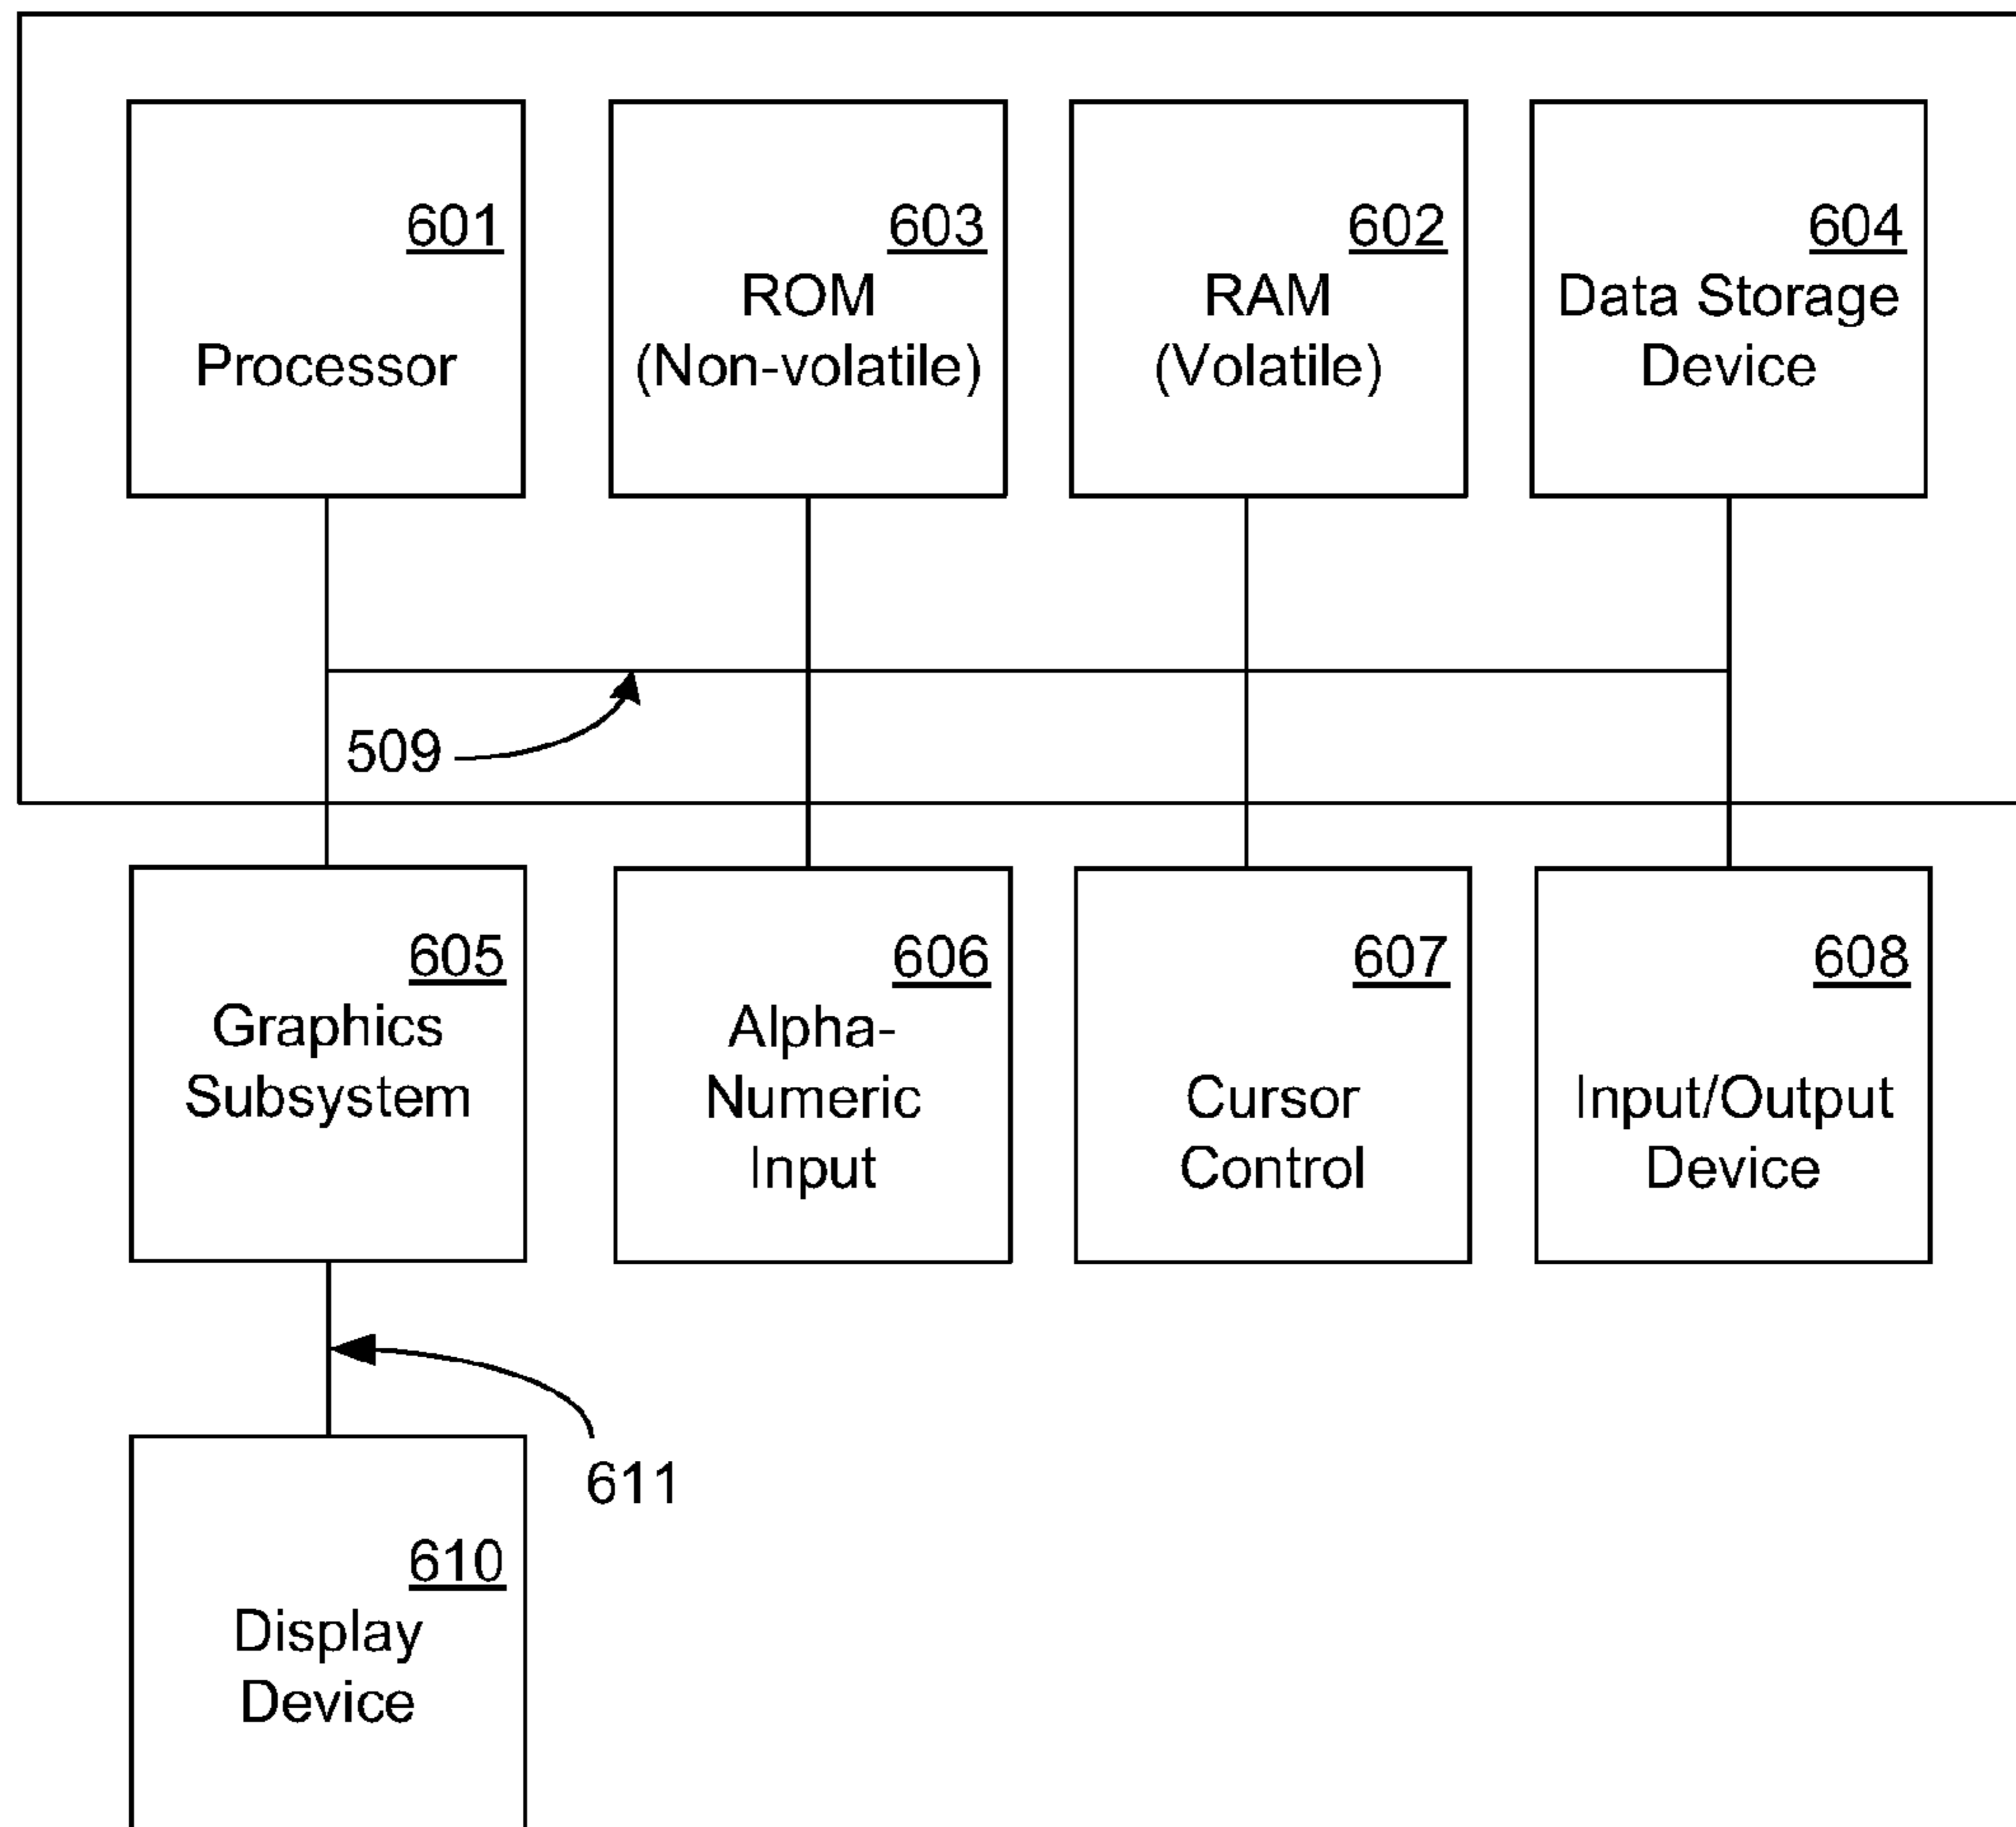 601
Processor
603
ROM
(Non-volatile)
602
RAM
(Volatile)
604
Data Storage
Device
509
605
Graphics
Subsystem
606
Alpha-
Numeric
Input
607
Cursor
Control
608
Input/Output
Device
611
610
Display
Device